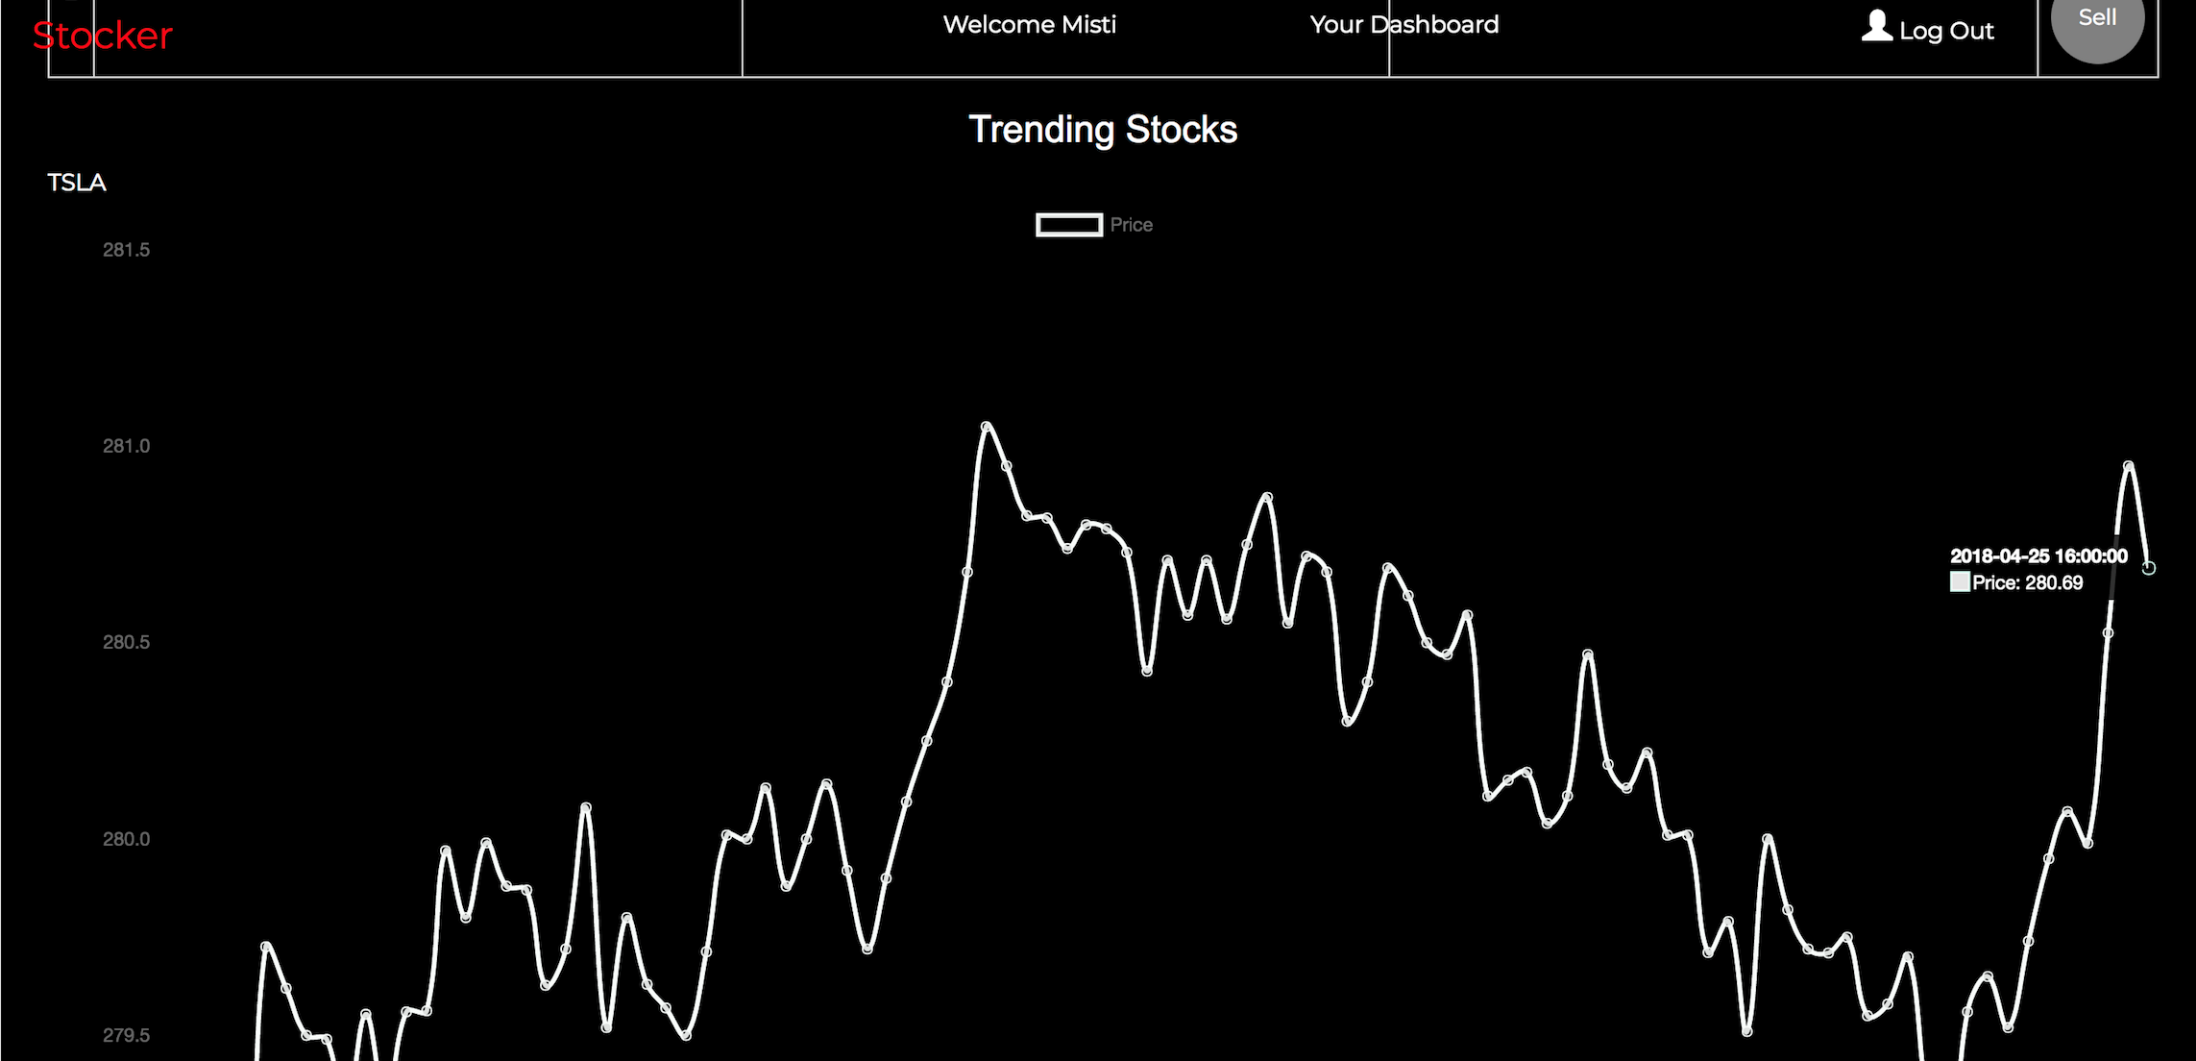 Stocker
Welcome Misti
Your Dashboard
Log Out
Sell
Trending Stocks
TSLA
Price
281.5
281.0
280.5
280.0
279.5
2018-04-25 16:00:00
Price: 280.69